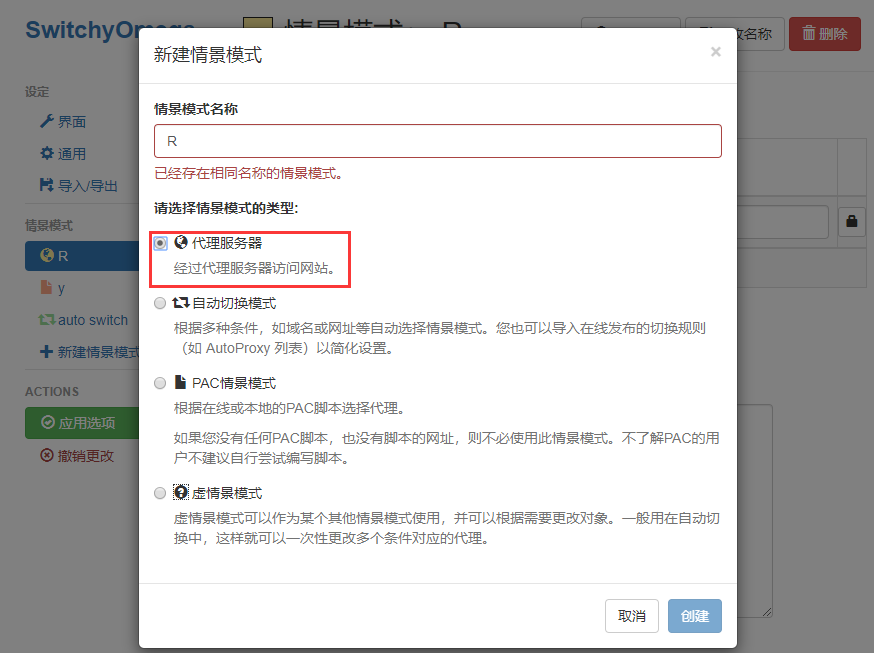 SwitchyOmega
情景模式： R
改名称
删除
设定
界面
通用
导入/导出
情景模式
R
y
auto switch
新建情景模式
ACTIONS
应用选项
撤销更改
新建情景模式
×
情景模式名称
R
已经存在相同名称的情景模式。
请选择情景模式的类型:
代理服务器
经过代理服务器访问网站。
自动切换模式
根据多种条件，如域名或网址等自动选择情景模式。您也可以导入在线发布的切换规则
（如 AutoProxy 列表）以简化设置。
PAC情景模式
根据在线或本地的PAC脚本选择代理。
如果您没有任何PAC脚本，也没有脚本的网址，则不必使用此情景模式。不了解PAC的用
户不建议自行尝试编写脚本。
虚情景模式
虚情景模式可以作为某个其他情景模式使用，并可以根据需要更改对象。一般用在自动切
换中，这样就可以一次性更改多个条件对应的代理。
取消
创建